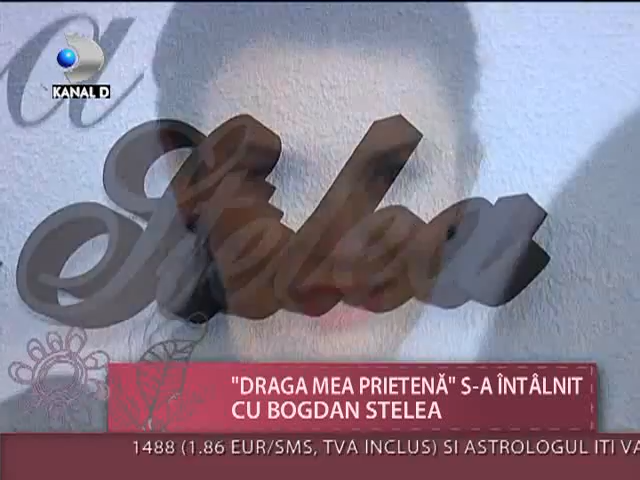 a
KANAL D
Stelea
"DRAGA MEA PRIETENĂ" S-A ÎNTÂLNIT
CU BOGDAN STELEA
1488 (1.86 EUR/SMS, TVA INCLUS) SI ASTROLOGUL ITI VA